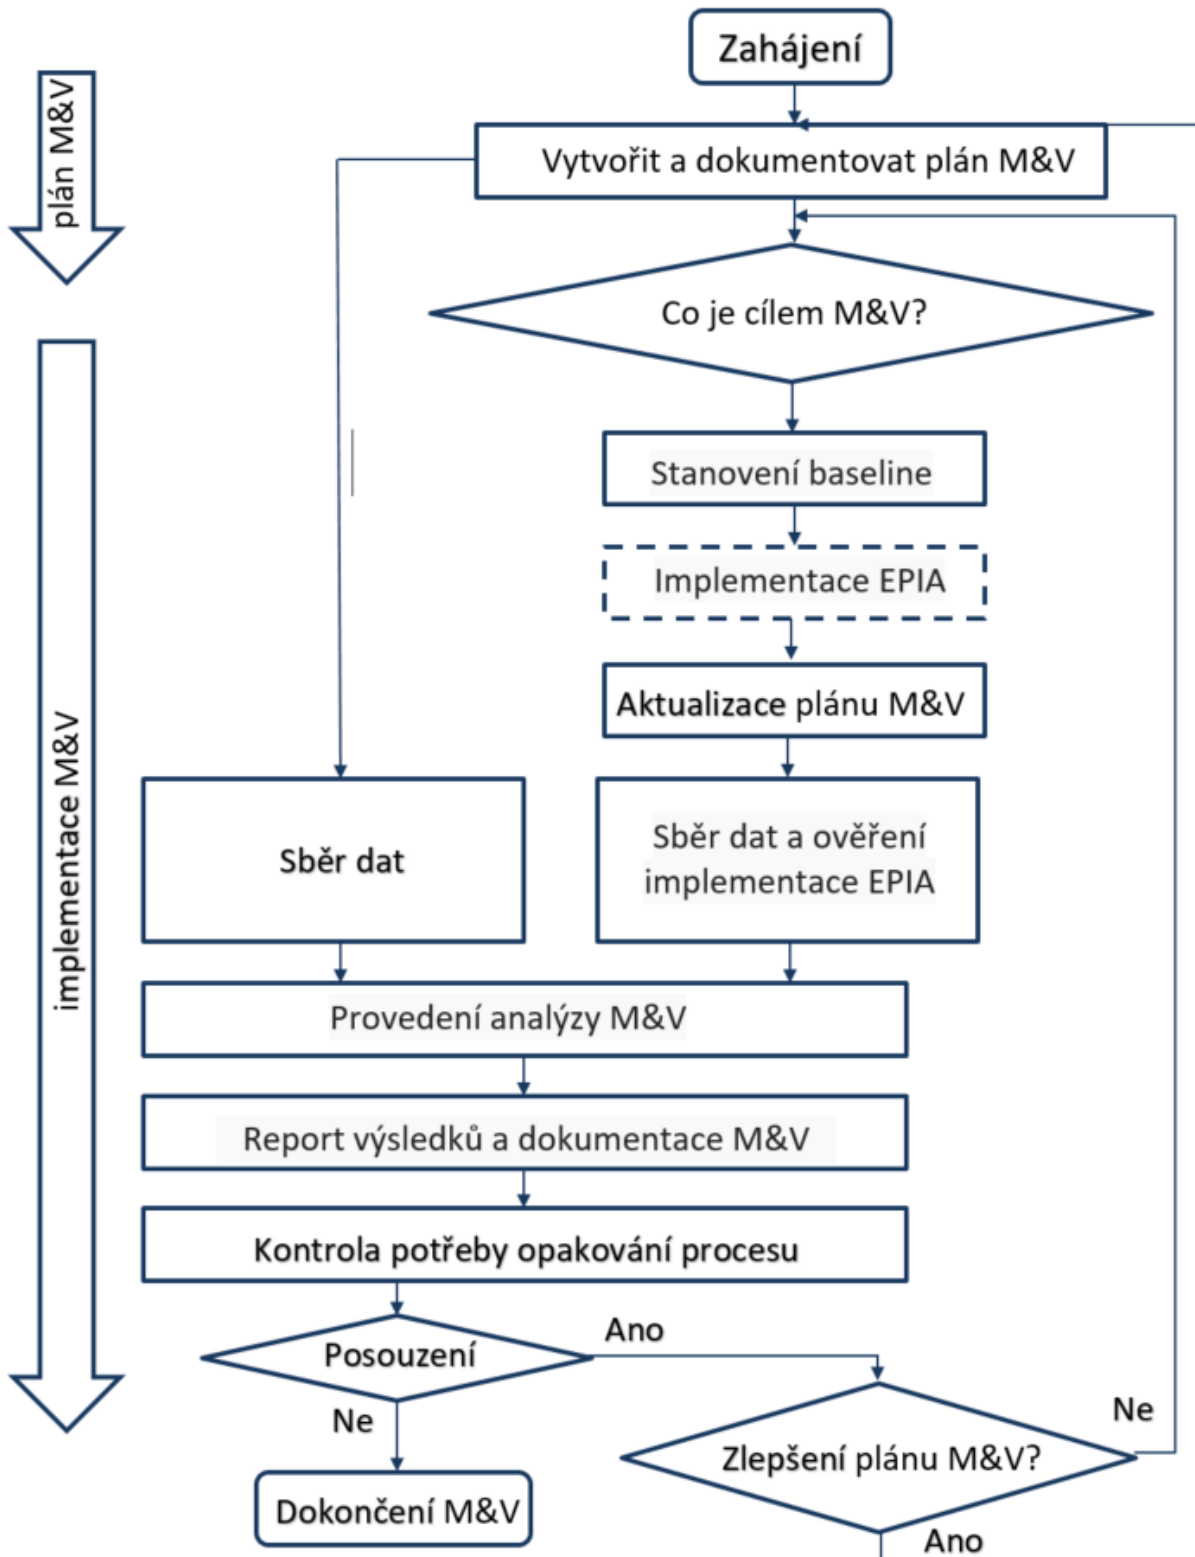 Zahájení
plán M&V
Vytvořit a dokumentovat plán M&V
Co je cílem M&V?
Stanovení baseline
Implementace EPIA
Aktualizace plánu M&V
implementace M&V
Sběr dat
Sběr dat a ověření
implementace EPIA
Provedení analýzy M&V
Report výsledků a dokumentace M&V
Kontrola potřeby opakování procesu
Posouzení
Ano
Ne
Zlepšení plánu M&V?
Ne
Dokončení M&V
Ano